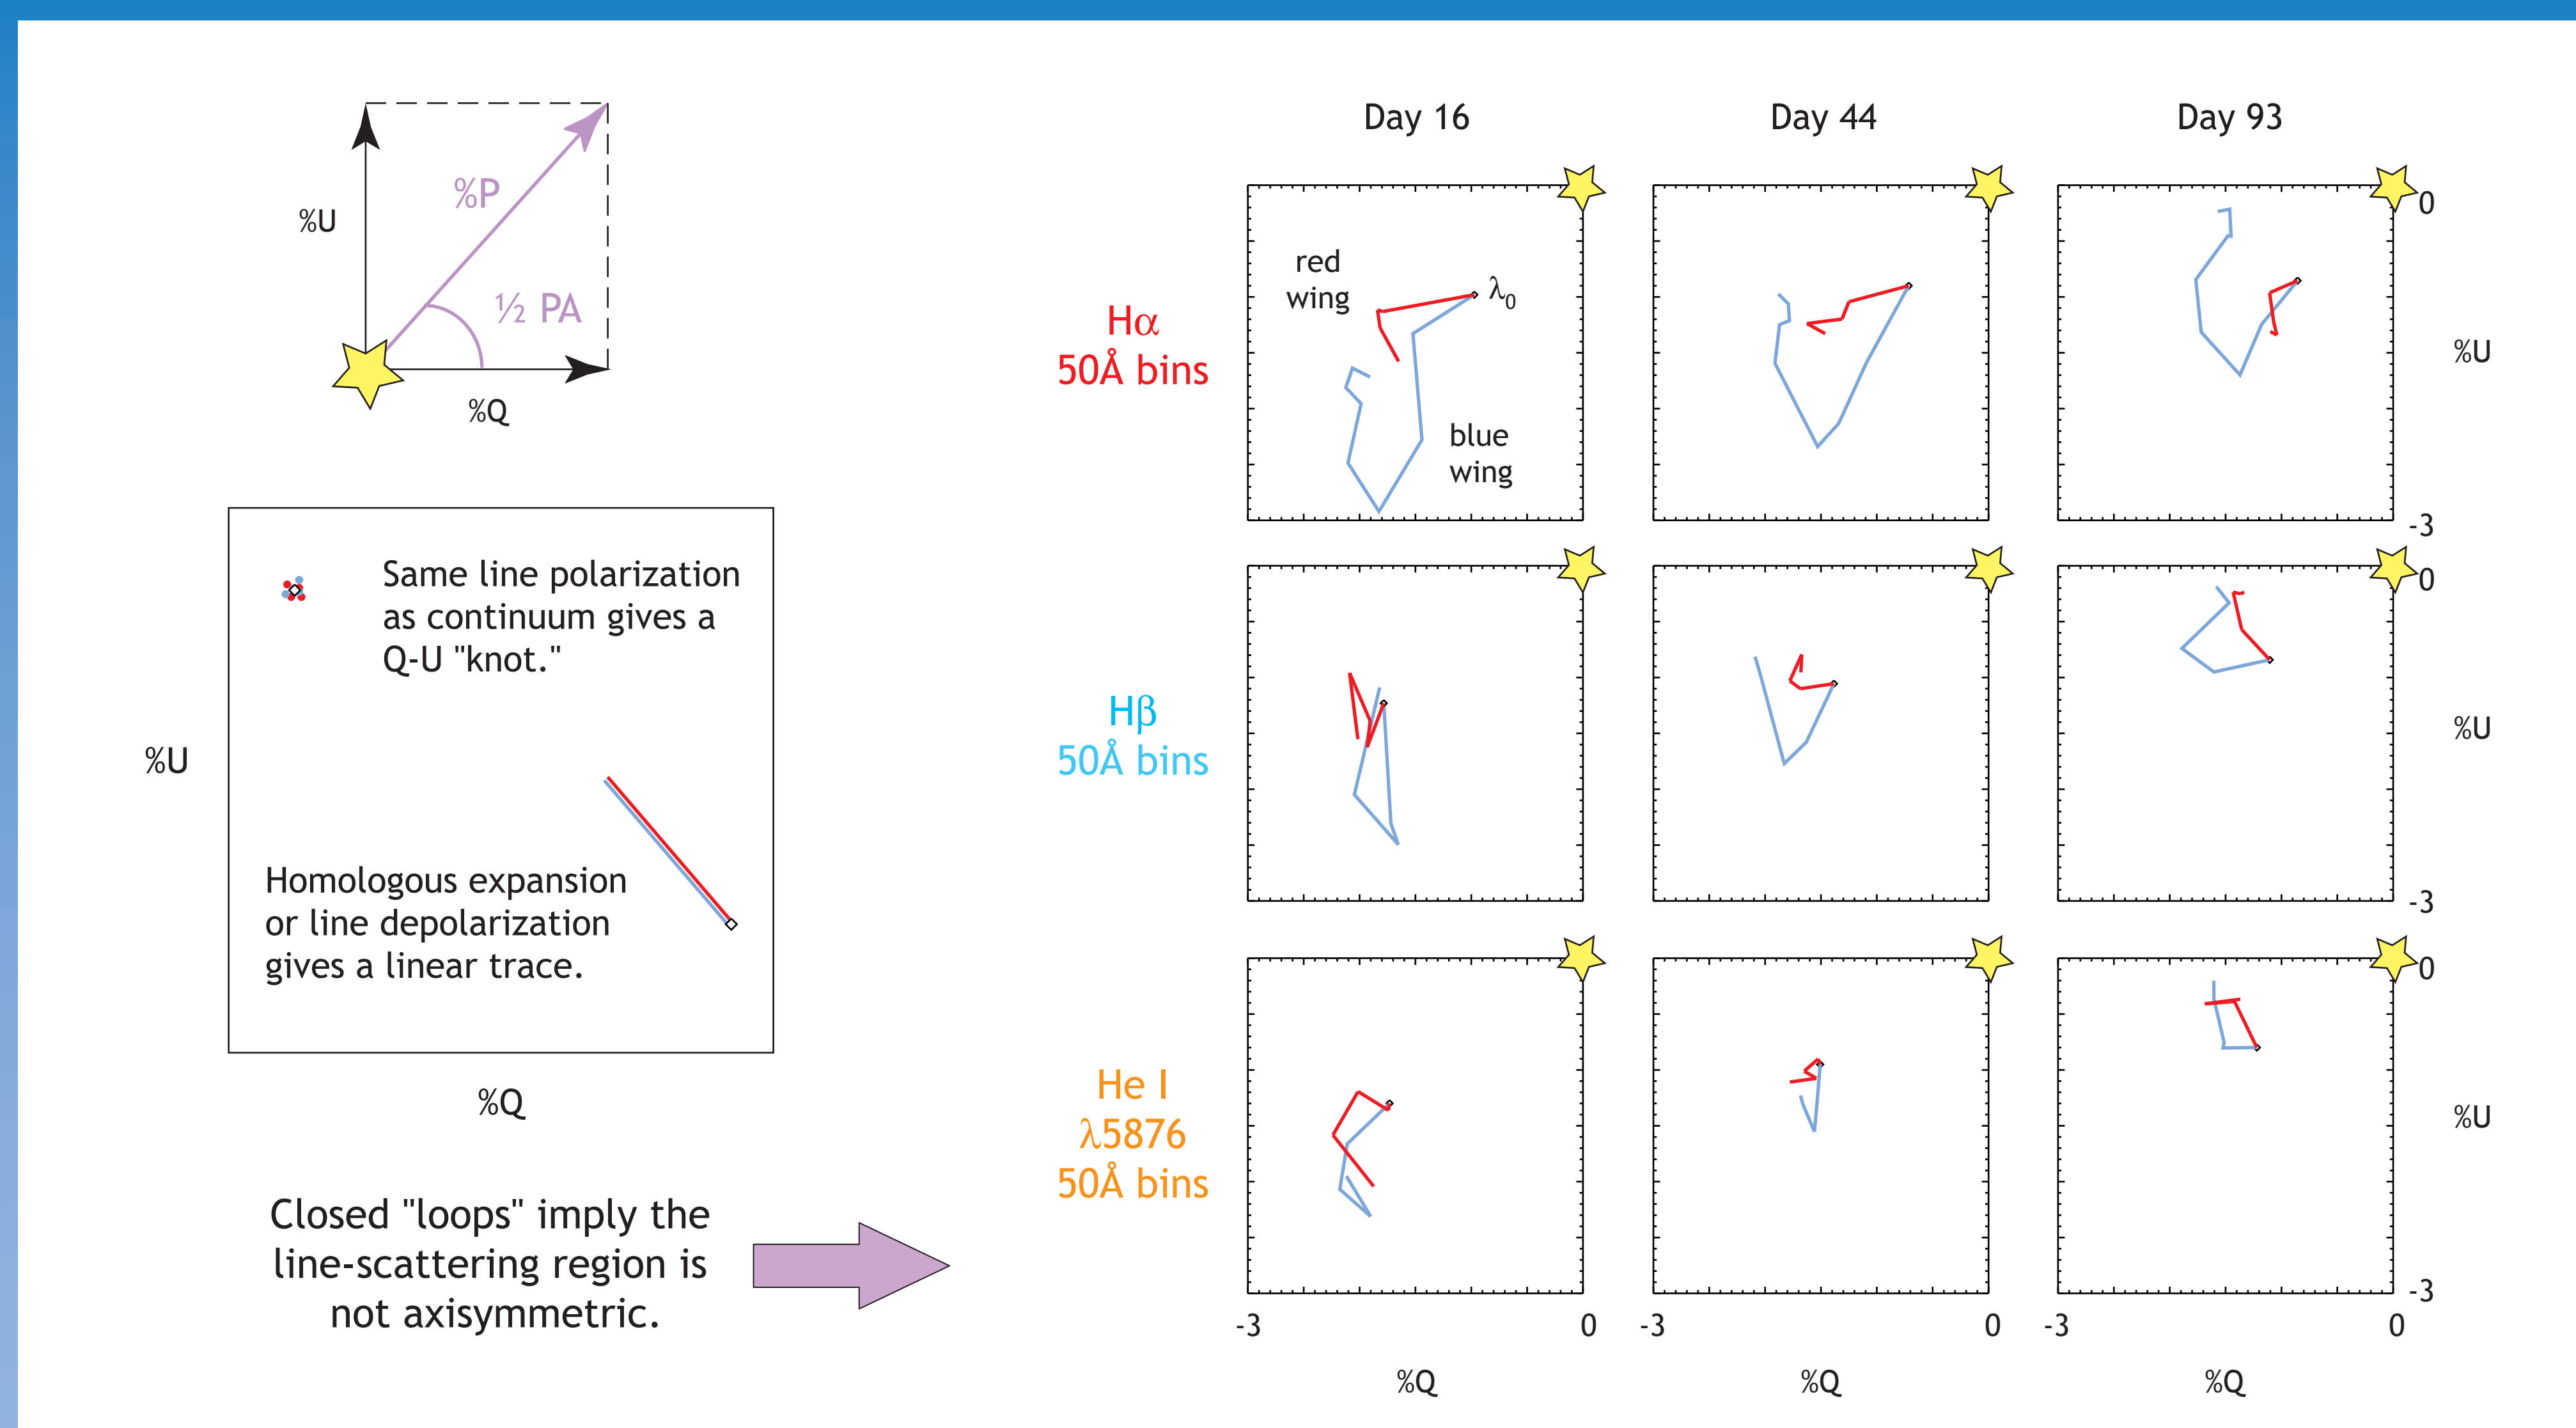 %U
%P
½ PA
%Q
Same line polarization
as continuum gives a
Q-U "knot."
%U
Homologous expansion
or line depolarization
gives a linear trace.
%Q
Closed "loops" imply the
line-scattering region is
not axisymmetric.
Day 16
Day 44
Day 93
Hα
50Å bins
red
wing
λ0
blue
wing
0
%U
-3
Hβ
50Å bins
0
%U
-3
He I
λ5876
50Å bins
0
%U
-3
-3
0
-3
0
-3
0
%Q
%Q
%Q